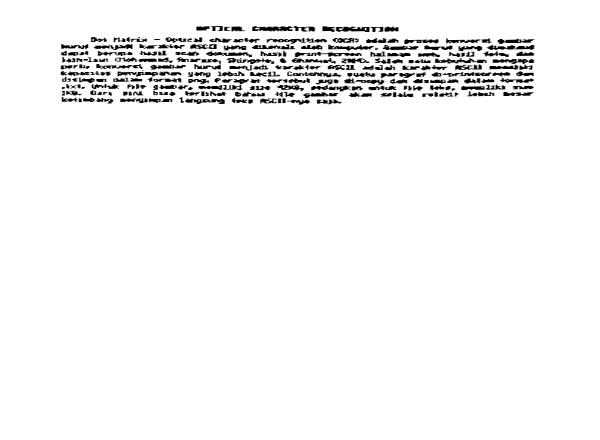 OPTICAL CHARACTER RECOGNITION
Dot Matrix - Optical character recognition (OCR) adalah proses konversi gambar
huruf menjadi karakter ASCII yang dikenali oleh komputer. Gambar huruf yang dimaksud
dapat berupa hasil scan dokumen, hasil print-screen halaman web, hasil foto, dan
lain-lain (Mohammad, Shingote, & 2014). Salah satu kebutuhan mengapa
perlu konversi gambar huruf menjadi karakter ASCII adalah karakter ASCII memiliki
kapasitas penyimpanan yang lebih kecil. Contohnya, suatu paragraf di-printscreen dan
disimpan dalam format png. Paragraf tersebut juga di-copy dan disimpan dalam format
.txt. Untuk file gambar, memiliki size 42KB, sedangkan untuk file teks, memiliki size
1KB. Dari sini bisa terlihat bahwa file gambar akan selalu relatif lebih besar
ketimbang menyimpan langsung teks ASCII-nya saja.